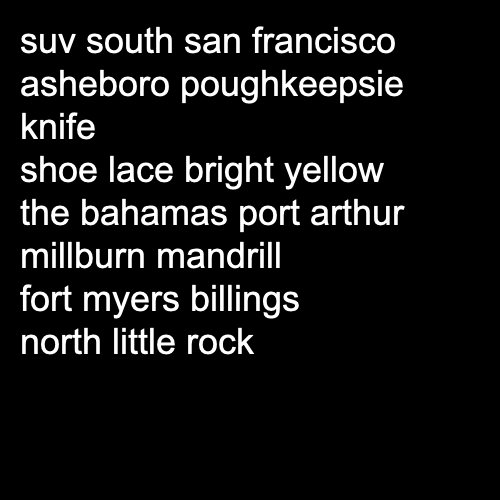 suv south san francisco
asheboro poughkeepsie
knife
shoe lace bright yellow
the bahamas port arthur
millburn mandrill
fort myers billings
north little rock